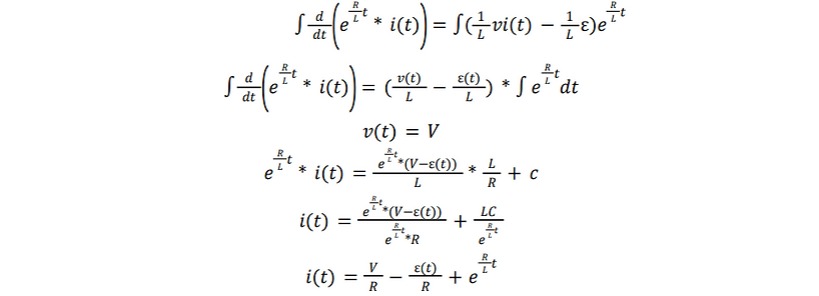 ∫ d/dt (e^(R/L t) * i(t)) = ∫(1/L vi(t) − 1/L ε)e^(R/L t)
∫ d/dt (e^(R/L t) * i(t)) = (v(t)/L − ε(t)/L) * ∫ e^(R/L t) dt
v(t) = V
e^(R/L t) * i(t) = (e^(R/L t)*(V−ε(t)))/L * L/R + c
i(t) = (e^(R/L t)*(V−ε(t)))/(e^(R/L t)*R) + LC/e^(R/L t)
i(t) = V/R − ε(t)/R + e^(R/L t)